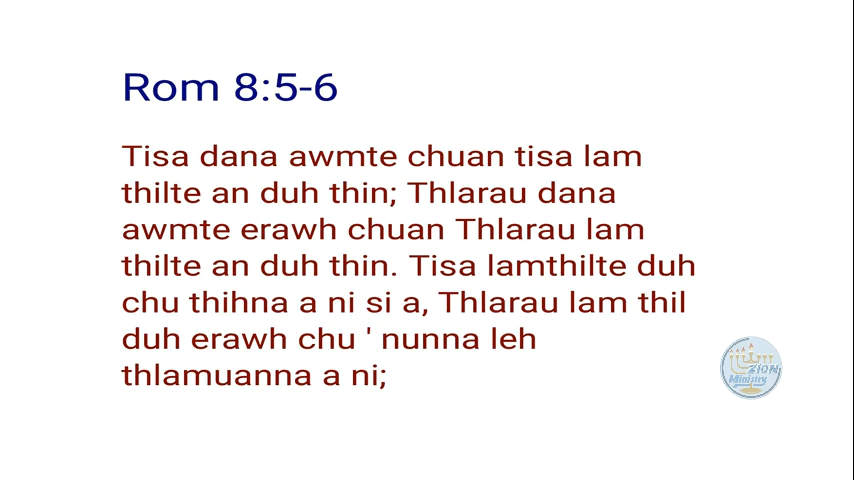 Rom 8:5-6
Tisa dana awmte chuan tisa lam
thilte an duh thin; Thlarau dana
awmte erawh chuan Thlarau lam
thilte an duh thin. Tisa lamthilte duh
chu thihna a ni si a, Thlarau lam thil
duh erawh chu ' nunna leh
thlamuanna a ni;
ZION
Ministry